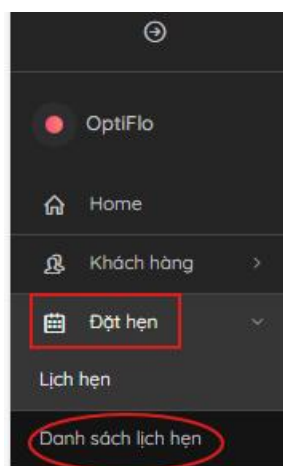 OptiFlo
Home
Khách hàng
Đặt hẹn
Lịch hẹn
Danh sách lịch hẹn